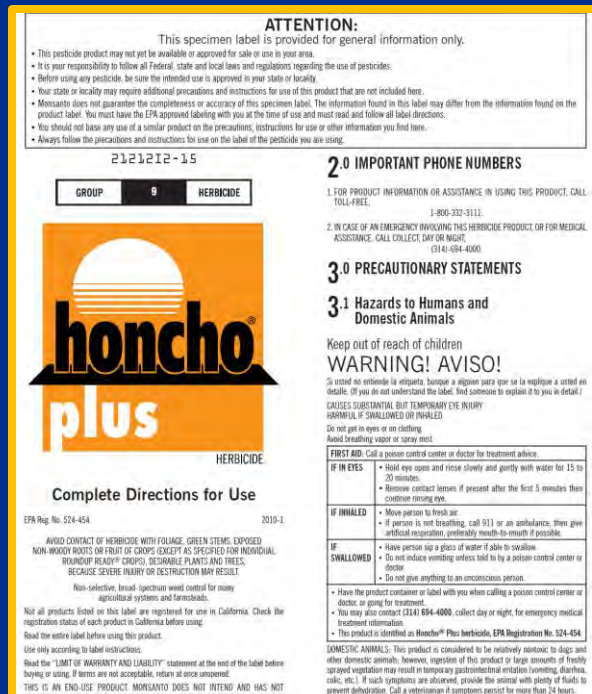 ATTENTION:
This specimen label is provided for general information only.
• This pesticide product may not yet be available or approved for sale or use in your area.
• It is your responsibility to follow all Federal, state and local laws and regulations regarding the use of pesticides.
• Before using any pesticide, be sure the intended use is approved in your state or locality.
• Your state or locality may require additional precautions and instructions for use of this product that are not included here.
• Monsanto does not guarantee the completeness or accuracy of this specimen label. The information found in this label may differ from the information found on the
product label. You must have the EPA approved labeling with you at the time of use and must read and follow all label directions.
• You should not base any use of a similar product on the precautions, instructions for use or other information you find here.
• Always follow the precautions and instructions for use on the label of the pesticide you are using.
21212I2-15
GROUP 9 HERBICIDE
honcho®
plus
HERBICIDE
Complete Directions for Use
EPA Reg. No. 524-454 2010-1
AVOID CONTACT OF HERBICIDE WITH FOLIAGE, GREEN STEMS, EXPOSED
NON-WOODY ROOTS OR FRUIT OF CROPS (EXCEPT AS SPECIFIED FOR INDIVIDUAL
ROUNDUP READY® CROPS), DESIRABLE PLANTS AND TREES,
BECAUSE SEVERE INJURY OR DESTRUCTION MAY RESULT.
Non-selective, broad-spectrum weed control for many
agricultural systems and farmsteads.
Not all products listed on this label are registered for use in California. Check the
registration status of each product in California before using.
Read the entire label before using this product.
Use only according to label instructions.
Read the "LIMIT OF WARRANTY AND LIABILITY" statement at the end of the label before
buying or using. If terms are not acceptable, return at once unopened.
THIS IS AN END-USE PRODUCT. MONSANTO DOES NOT INTEND AND HAS NOT
2.0 IMPORTANT PHONE NUMBERS
1. FOR PRODUCT INFORMATION OR ASSISTANCE IN USING THIS PRODUCT, CALL
TOLL-FREE,
1-800-332-3111.
2. IN CASE OF AN EMERGENCY INVOLVING THIS HERBICIDE PRODUCT, OR FOR MEDICAL
ASSISTANCE, CALL COLLECT, DAY OR NIGHT,
(314)-694-4000.
3.0 PRECAUTIONARY STATEMENTS
3.1 Hazards to Humans and
Domestic Animals
Keep out of reach of children
WARNING! AVISO!
Si usted no entiende la etiqueta, busque a alguien para que se la explique a usted en
detalle. (If you do not understand the label, find someone to explain it to you in detail.)
CAUSES SUBSTANTIAL BUT TEMPORARY EYE INJURY
HARMFUL IF SWALLOWED OR INHALED
Do not get in eyes or on clothing
Avoid breathing vapor or spray mist
FIRST AID: Call a poison control center or doctor for treatment advice.
IF IN EYES • Hold eye open and rinse slowly and gently with water for 15 to
20 minutes.
• Remove contact lenses if present after the first 5 minutes then
continue rinsing eye.
IF INHALED • Move person to fresh air.
• If person is not breathing, call 911 or an ambulance, then give
artificial respiration, preferably mouth-to-mouth if possible.
IF SWALLOWED • Have person sip a glass of water if able to swallow.
• Do not induce vomiting unless told to by a poison control center or
doctor
• Do not give anything to an unconscious person.
• Have the product container or label with you when calling a poison control center or
doctor, or going for treatment.
• You may also contact (314) 694-4000, collect day or night, for emergency medical
treatment information.
• This product is identified as Honcho® Plus herbicide, EPA Registration No. 524-454.
DOMESTIC ANIMALS: This product is considered to be relatively nontoxic to dogs and
other domestic animals; however, ingestion of this product or large amounts of freshly
sprayed vegetation may result in temporary gastrointestinal irritation (vomiting, diarrhea,
colic, etc.). If such symptoms are observed, provide the animal with plenty of fluids to
prevent dehydration. Call a veterinarian if symptoms persist for more than 24 hours.